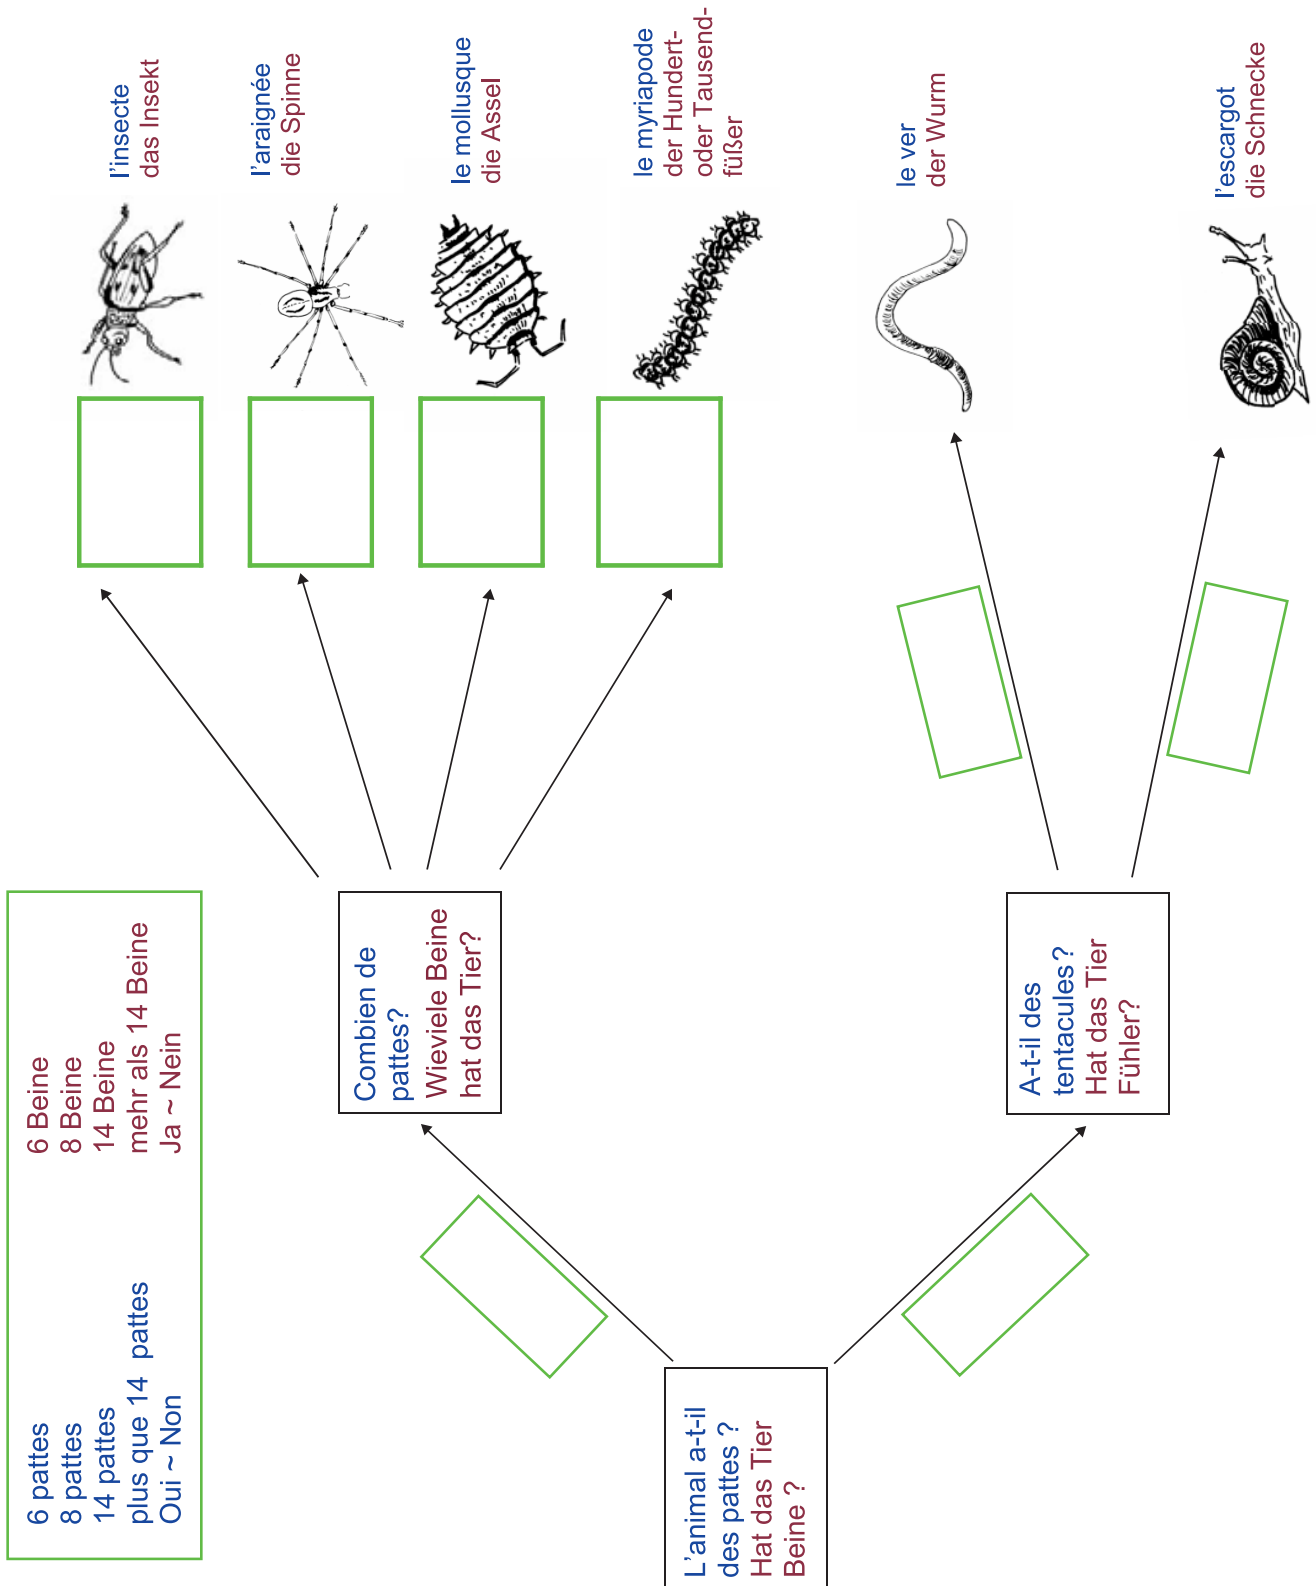 6 pattes
8 pattes
14 pattes
plus que 14 pattes
Oui ~ Non
6 Beine
8 Beine
14 Beine
mehr als 14 Beine
Ja ~ Nein
L'animal a-t-il
des pattes ?
Hat das Tier
Beine ?
Combien de
pattes?
Wieviele Beine
hat das Tier?
A-t-il des
tentacules?
Hat das Tier
Fühler?
l'insecte
das Insekt
l'araignée
die Spinne
le mollusque
die Assel
le myriapode
der Hundert-
oder Tausend-
füßer
le ver
der Wurm
l'escargot
die Schnecke